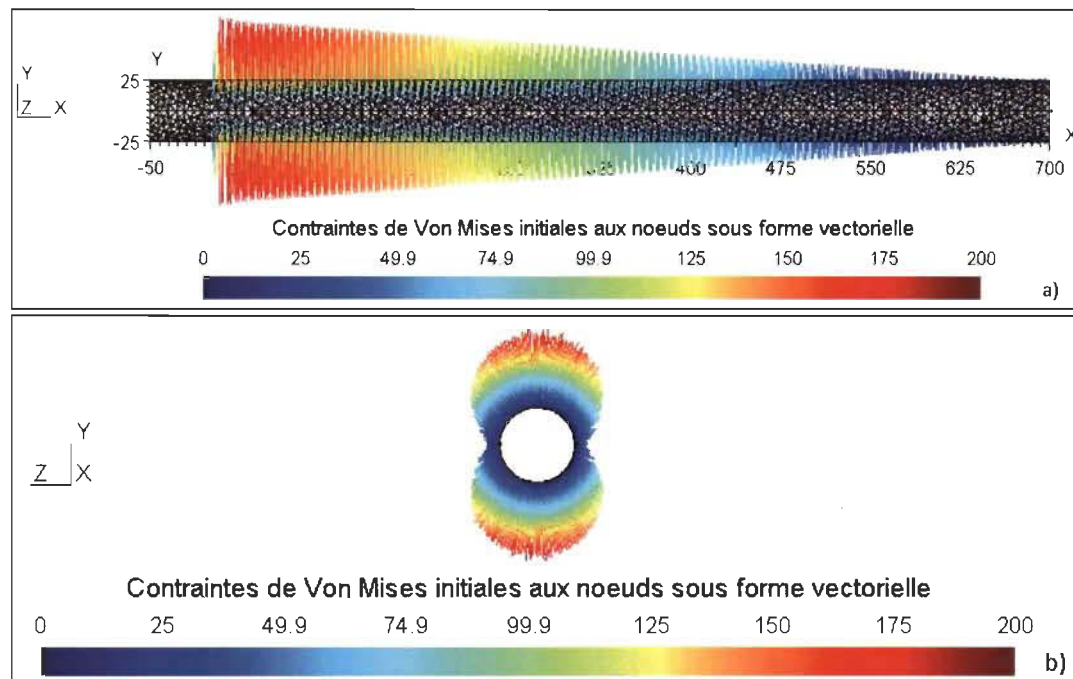 Y
25
-25
Y
Z X
X
-50 400 475 550 625 700
Contraintes de Von Mises initiales aux noeuds sous forme vectorielle
0 25 49.9 74.9 99.9 125 150 175 200
a)
Y
Z X
Contraintes de Von Mises initiales aux noeuds sous forme vectorielle
0 25 49.9 74.9 99.9 125 150 175 200
b)